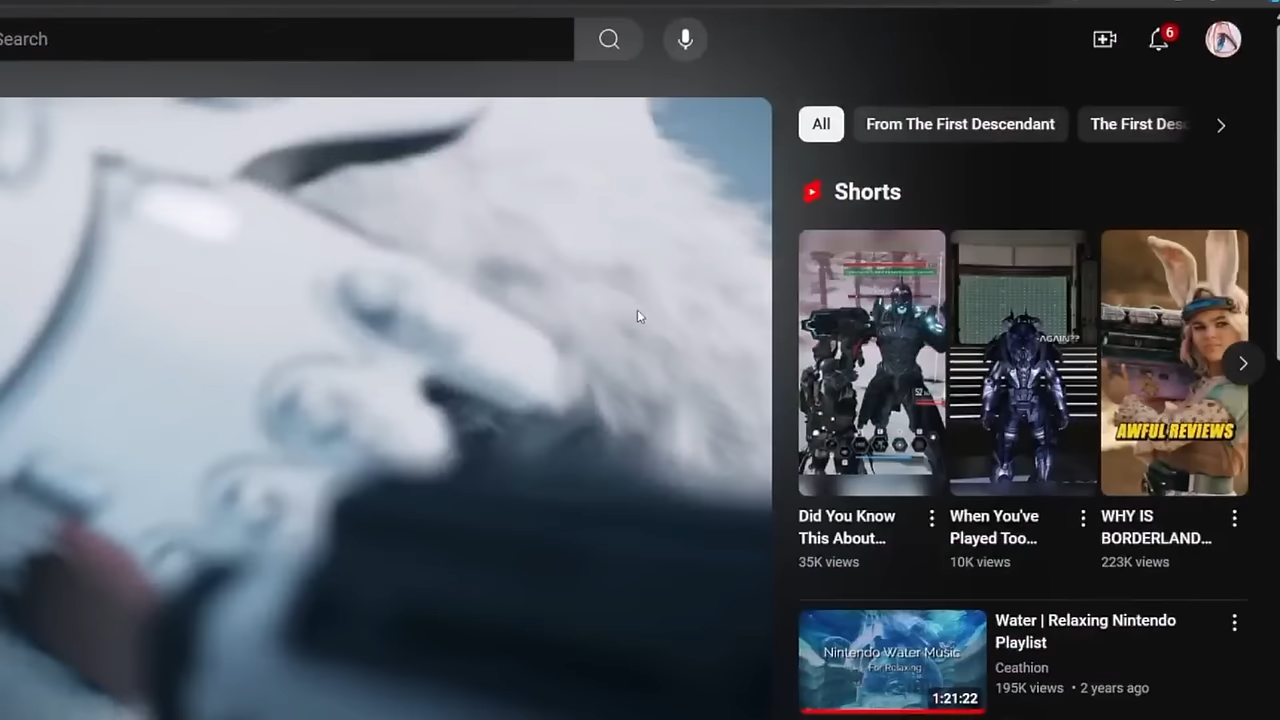 Search
6
All
From The First Descendant
The First Desc
Shorts
AGAIN??
AWFUL REVIEWS
Did You Know
This About...
35K views
When You've
Played Too...
10K views
WHY IS
BORDERLAND...
223K views
Nintendo Water Music
For Relaxing
1:21:22
Water | Relaxing Nintendo
Playlist
Ceathion
195K views • 2 years ago